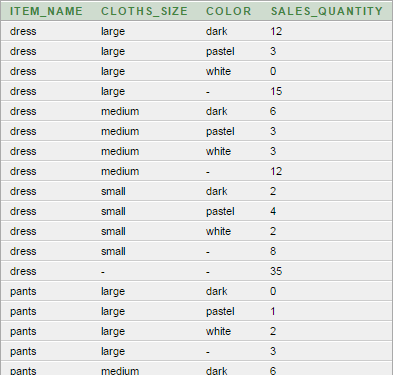 ITEM_NAME CLOTHS_SIZE COLOR SALES_QUANTITY
dress large dark 12
dress large pastel 3
dress large white 0
dress large - 15
dress medium dark 6
dress medium pastel 3
dress medium white 3
dress medium - 12
dress small dark 2
dress small pastel 4
dress small white 2
dress small - 8
dress - - 35
pants large dark 0
pants large pastel 1
pants large white 2
pants large - 3
pants medium dark 6